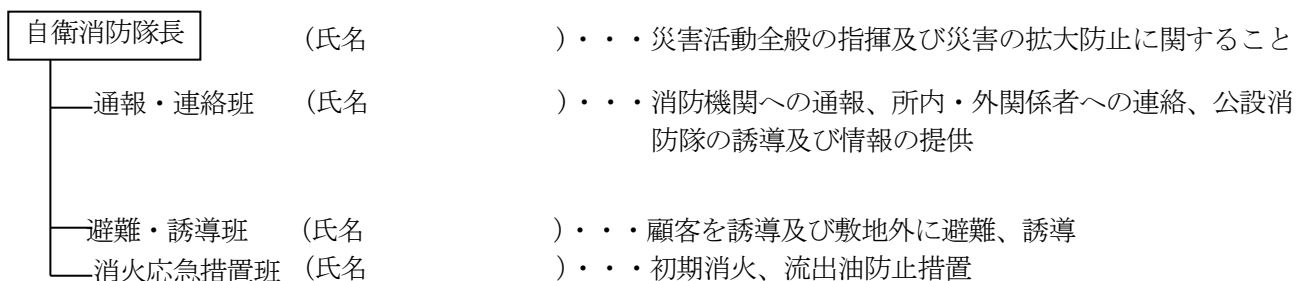 自衛消防隊長 (氏名 )・・・災害活動全般の指揮及び災害の拡大防止に関すること
通報・連絡班 (氏名 )・・・消防機関への通報、所内・外関係者への連絡、公設消
防隊の誘導及び情報の提供
避難・誘導班 (氏名 )・・・顧客を誘導及び敷地外に避難、誘導
消火応急措置班 (氏名 )・・・初期消火、流出油防止措置